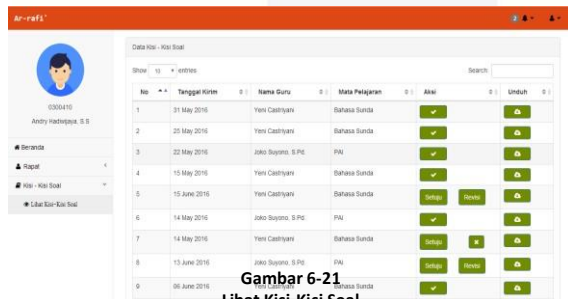 Ar-rafi'
2
Data Kisi - Kisi Soal
Show 10 entries
Search:
No Tanggal Kirim Nama Guru Mata Pelajaran Aksi Unduh
1 31 May 2016 Yeni Castriyani Bahasa Sunda
2 25 May 2016 Yeni Castriyani Bahasa Sunda
3 22 May 2016 Joko Suyono, S.Pd. PAI
4 15 May 2016 Yeni Castriyani Bahasa Sunda
5 15 June 2016 Yeni Castriyani Bahasa Sunda Setuju Revisi
6 14 May 2016 Joko Suyono, S.Pd. PAI
7 14 May 2016 Yeni Castriyani Bahasa Sunda Setuju
8 13 June 2016 Joko Suyono, S.Pd. PAI Setuju Revisi
9 06 June 2016 Yeni Castriyani Bahasa Sunda
0300410
Andry Hadiwijaya, S.S
Beranda
Rapat
Kisi - Kisi Soal
Lihat Kisi-Kisi Soal
Gambar 6-21
Lihat Kisi-Kisi Soal